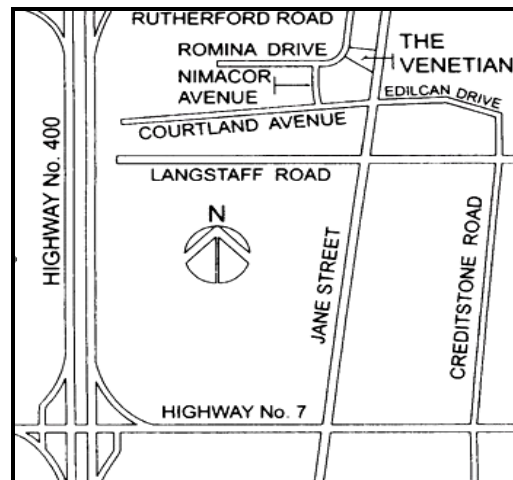 RUTHERFORD ROAD
ROMINA DRIVE
THE
VENETIAN
NIMACOR
AVENUE
EDILCAN DRIVE
COURTLAND AVENUE
LANGSTAFF ROAD
HIGHWAY No. 400
N
JANE STREET
CREDITSTONE ROAD
HIGHWAY No. 7